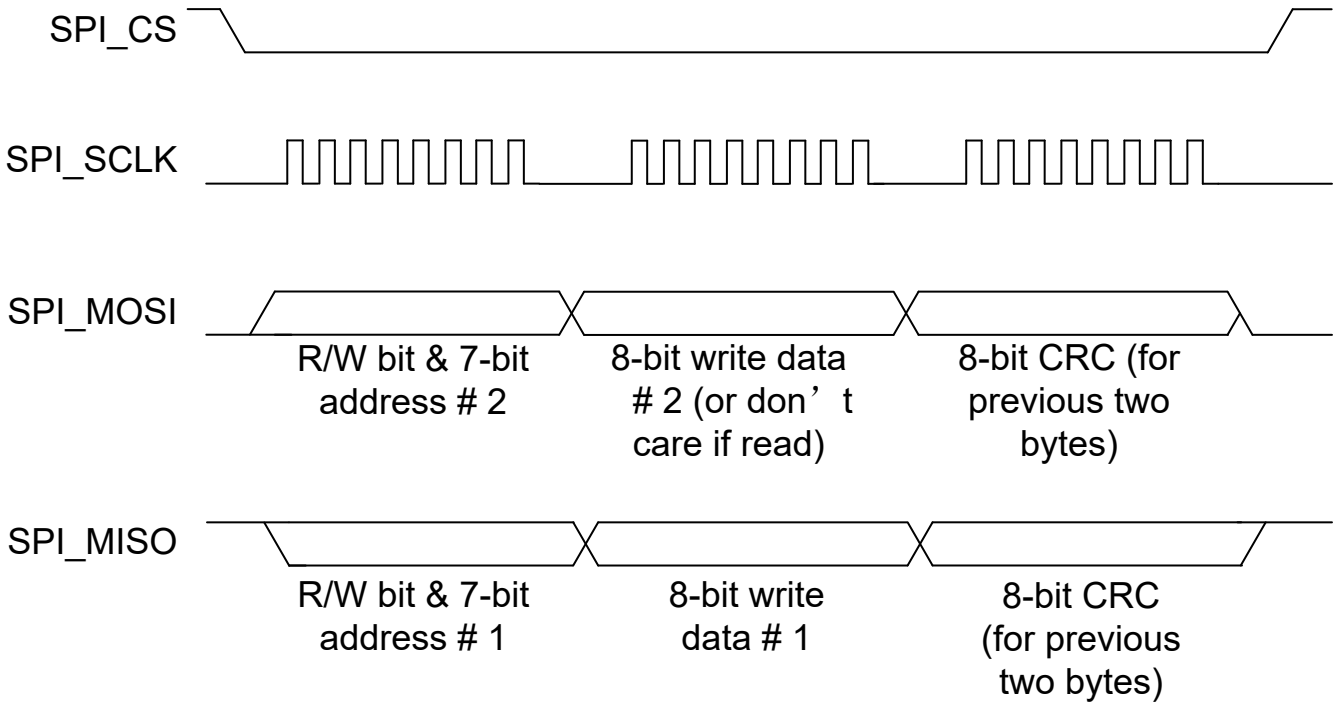 SPI_CS
SPI_SCLK
SPI_MOSI
R/W bit & 7-bit
address # 2
8-bit write data
# 2 (or don’ t
care if read)
8-bit CRC (for
previous two
bytes)
SPI_MISO
R/W bit & 7-bit
address # 1
8-bit write
data # 1
8-bit CRC
(for previous
two bytes)